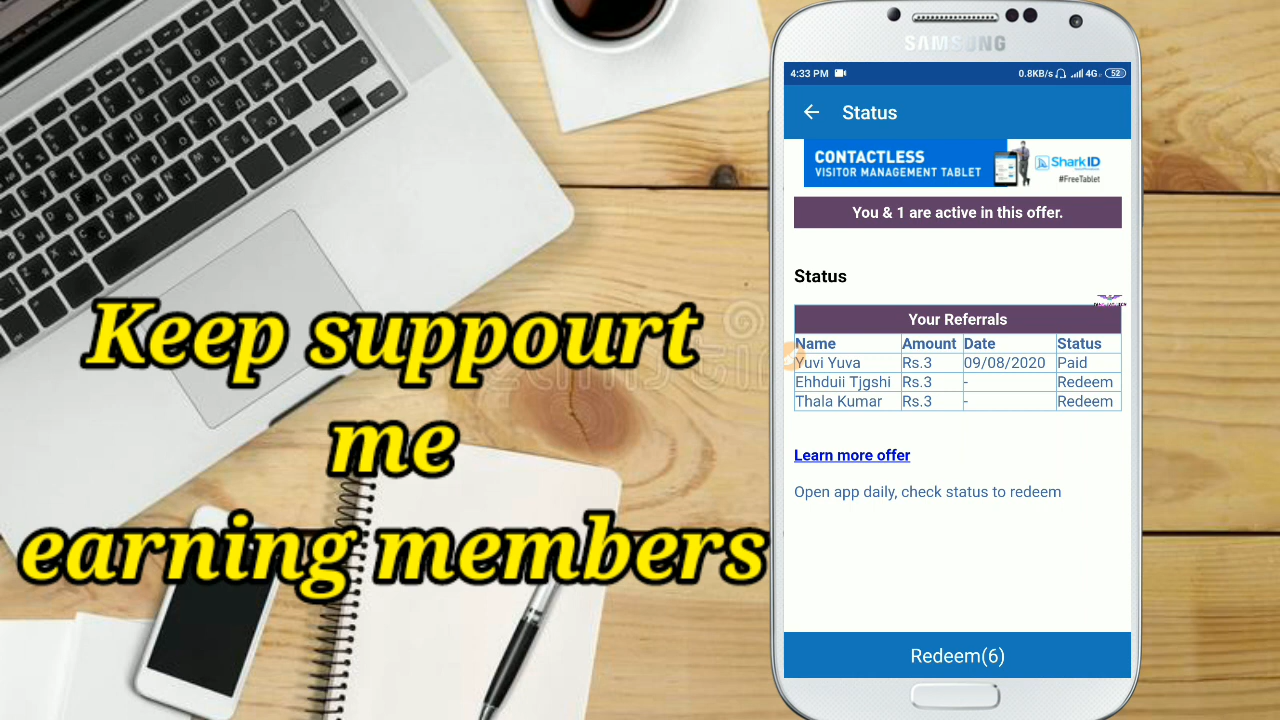 Keep suppourt
me
earning members
SAMSUNG
4:33 PM 0.8KB/s 4G 52
Status
CONTACTLESS
VISITOR MANAGEMENT TABLET
SharkID
#FreeTablet
You & 1 are active in this offer.
Status
Your Referrals
Name Amount Date Status
Yuvi Yuva Rs.3 09/08/2020 Paid
Ehhduii Tjgshi Rs.3 - Redeem
Thala Kumar Rs.3 - Redeem
Learn more offer
Open app daily, check status to redeem
Redeem(6)